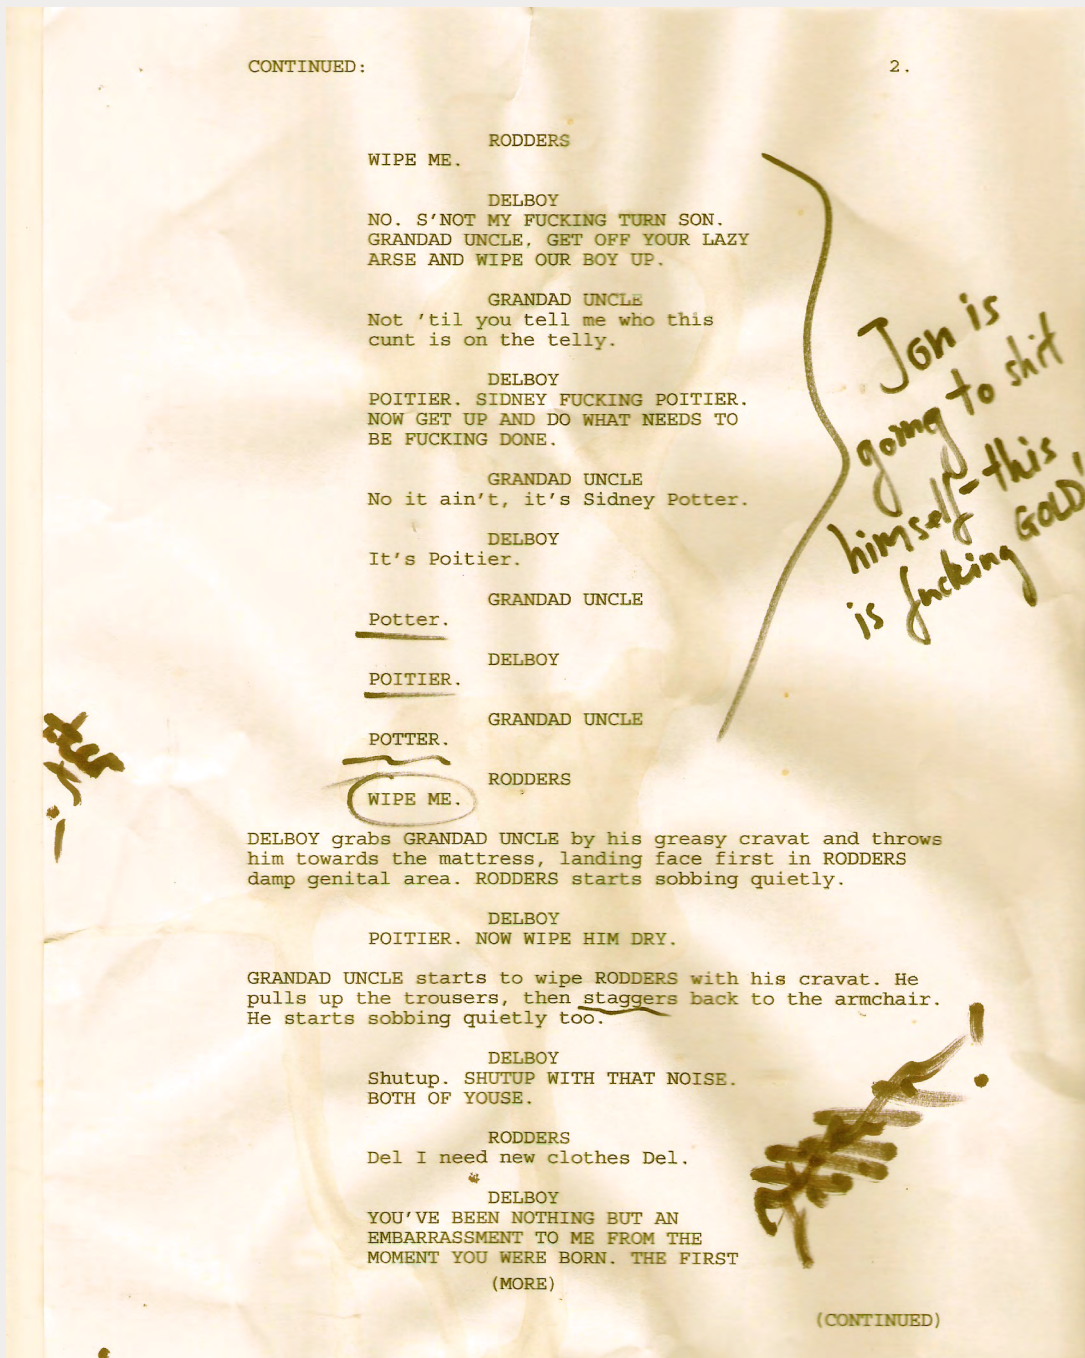 CONTINUED:
2.
RODDERS
WIPE ME.
DELBOY
NO. S'NOT MY FUCKING TURN SON.
GRANDAD UNCLE, GET OFF YOUR LAZY
ARSE AND WIPE OUR BOY UP.
GRANDAD UNCLE
Not 'til you tell me who this
cunt is on the telly.
DELBOY
POITIER. SIDNEY FUCKING POITIER.
NOW GET UP AND DO WHAT NEEDS TO
BE FUCKING DONE.
GRANDAD UNCLE
No it ain't, it's Sidney Potter.
DELBOY
It's Poitier.
GRANDAD UNCLE
Potter.
DELBOY
POITIER.
GRANDAD UNCLE
POTTER.
RODDERS
WIPE ME.
Jon is
going to shit
himself - this
is fucking GOLD!
DELBOY grabs GRANDAD UNCLE by his greasy cravat and throws
him towards the mattress, landing face first in RODDERS
damp genital area. RODDERS starts sobbing quietly.
DELBOY
POITIER. NOW WIPE HIM DRY.
GRANDAD UNCLE starts to wipe RODDERS with his cravat. He
pulls up the trousers, then staggers back to the armchair.
He starts sobbing quietly too.
DELBOY
Shutup. SHUTUP WITH THAT NOISE.
BOTH OF YOUSE.
RODDERS
Del I need new clothes Del.
DELBOY
YOU'VE BEEN NOTHING BUT AN
EMBARRASSMENT TO ME FROM THE
MOMENT YOU WERE BORN. THE FIRST
(MORE)
(CONTINUED)